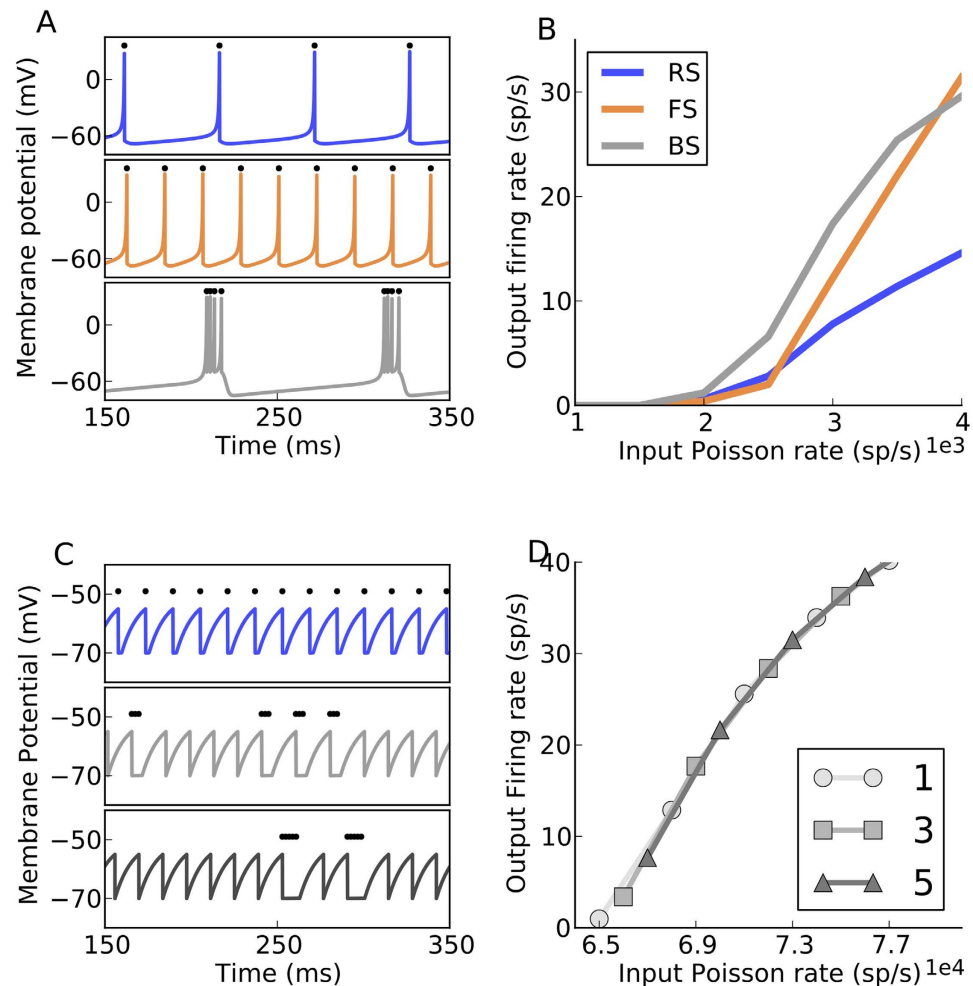 A
Membrane potential (mV)
0
−60
0
−60
0
−60
150
250
350
Time (ms)
B
Output firing rate (sp/s)
30
20
10
0
RS
FS
BS
1
2
3
4
Input Poisson rate (sp/s)
1e3
C
Membrane Potential (mV)
−50
−70
−50
−70
−50
−70
150
250
350
Time (ms)
D
Output Firing rate (sp/s)
40
30
20
10
0
1
3
5
6.5
6.9
7.3
7.7
Input Poisson rate (sp/s)
1e4